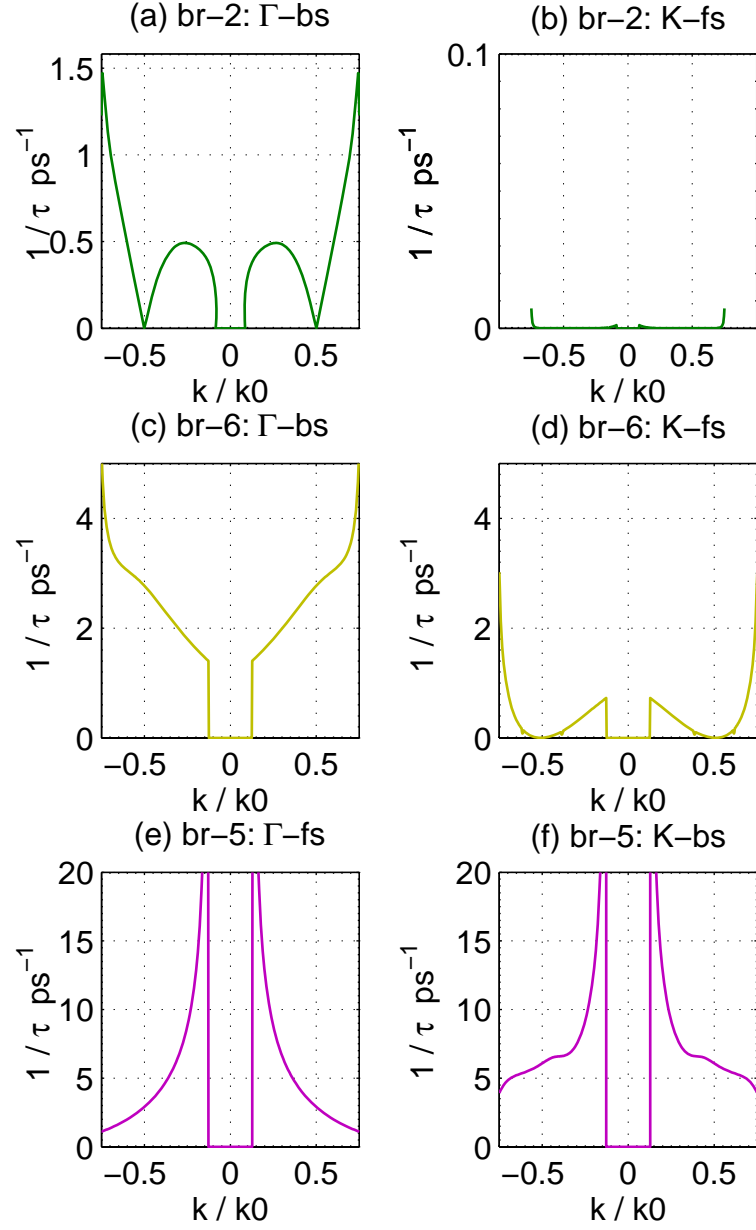 (a) br−2: Γ−bs
1.5
1
0.5
0
1 / τ ps⁻¹
−0.5
0
0.5
k / k0
(b) br−2: K−fs
0.1
0
1 / τ ps⁻¹
−0.5
0
0.5
k / k0
(c) br−6: Γ−bs
4
2
0
1 / τ ps⁻¹
−0.5
0
0.5
k / k0
(d) br−6: K−fs
4
2
0
1 / τ ps⁻¹
−0.5
0
0.5
k / k0
(e) br−5: Γ−fs
20
15
10
5
0
1 / τ ps⁻¹
−0.5
0
0.5
k / k0
(f) br−5: K−bs
20
15
10
5
0
1 / τ ps⁻¹
−0.5
0
0.5
k / k0